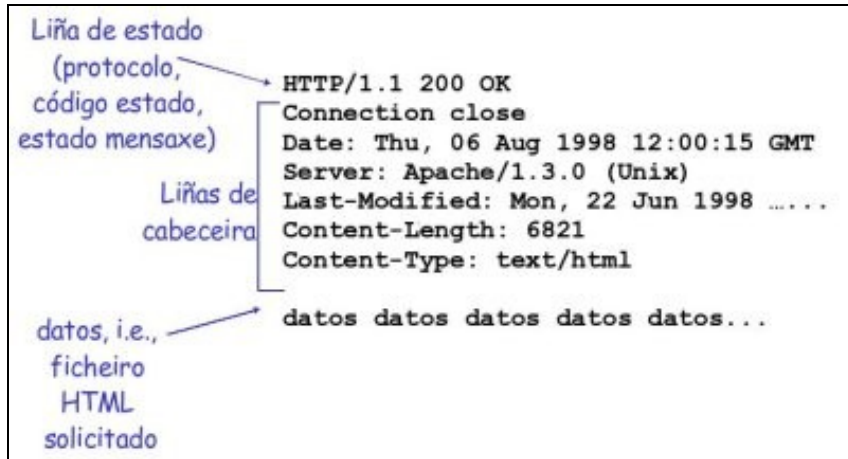 Liña de estado
(protocolo,
código estado,
estado mensaxe)
HTTP/1.1 200 OK
Connection close
Date: Thu, 06 Aug 1998 12:00:15 GMT
Server: Apache/1.3.0 (Unix)
Last-Modified: Mon, 22 Jun 1998 …...
Content-Length: 6821
Content-Type: text/html
Liñas de
cabeceira
datos datos datos datos datos...
datos, i.e.,
ficheiro
HTML
solicitado